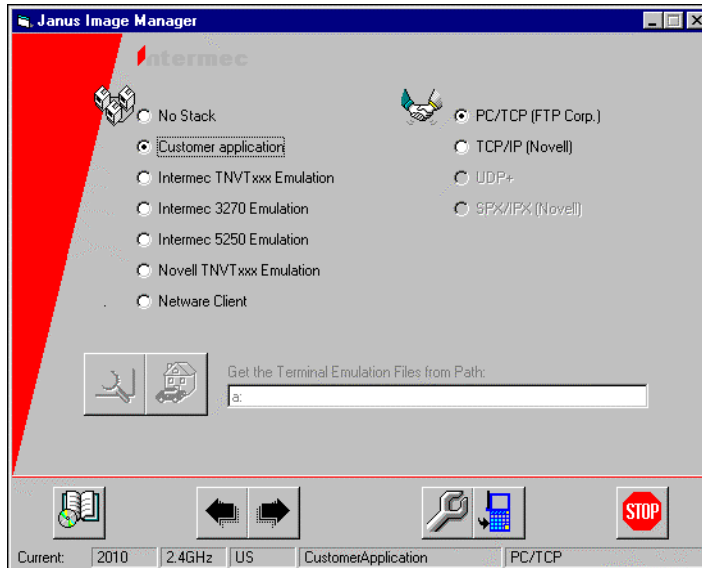 Janus Image Manager
Intermec
No Stack
Customer application
Intermec TNVTxxx Emulation
Intermec 3270 Emulation
Intermec 5250 Emulation
Novell TNVTxxx Emulation
Netware Client
PC/TCP (FTP Corp.)
TCP/IP (Novell)
UDP+
SPX/IPX (Novell)
Get the Terminal Emulation Files from Path:
a:
STOP
Current: 2010 2.4GHz US CustomerApplication PC/TCP